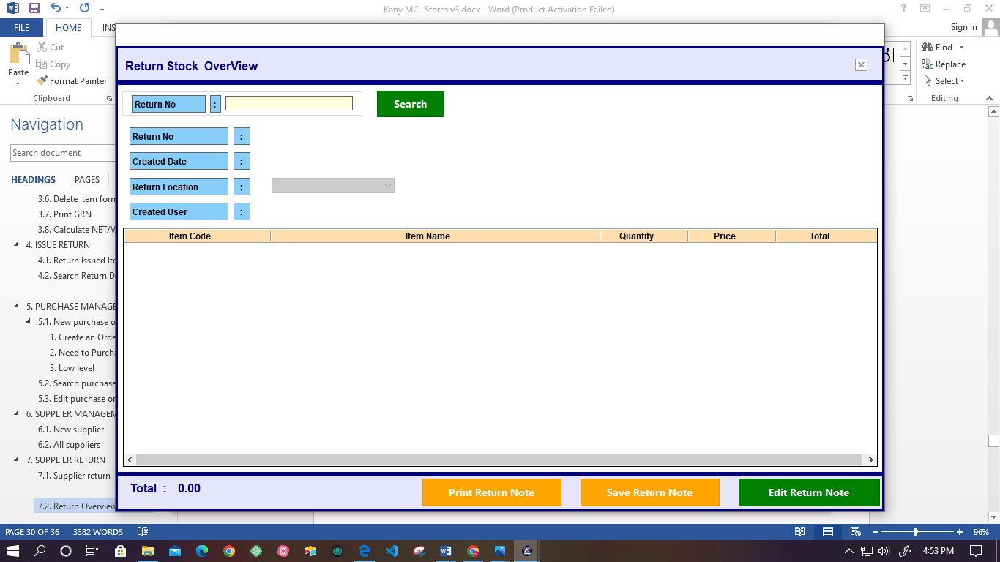 Kany MC -Stores v3.docx - Word (Product Activation Failed)
FILE
HOME
INS
Sign in
Paste
Cut
Copy
Format Painter
Clipboard
Find
Replace
Select
Editing
Navigation
Search document
HEADINGS
PAGES
3.6. Delete Item form
3.7. Print GRN
3.8. Calculate NBT/V
4. ISSUE RETURN
4.1. Return Issued Ite
4.2. Search Return D
5. PURCHASE MANAGE
5.1. New purchase o
1. Create an Orde
2. Need to Purcha
3. Low level
5.2. Search purchase
5.3. Edit purchase or
6. SUPPLIER MANAGEM
6.1. New supplier
6.2. All suppliers
7. SUPPLIER RETURN
7.1. Supplier return
7.2. Return Overview
Return Stock OverView
Return No :
Search
Return No :
Created Date :
Return Location :
Created User :
Item Code Item Name Quantity Price Total
Total : 0.00
Print Return Note
Save Return Note
Edit Return Note
PAGE 30 OF 36 3382 WORDS
96%
4:53 PM